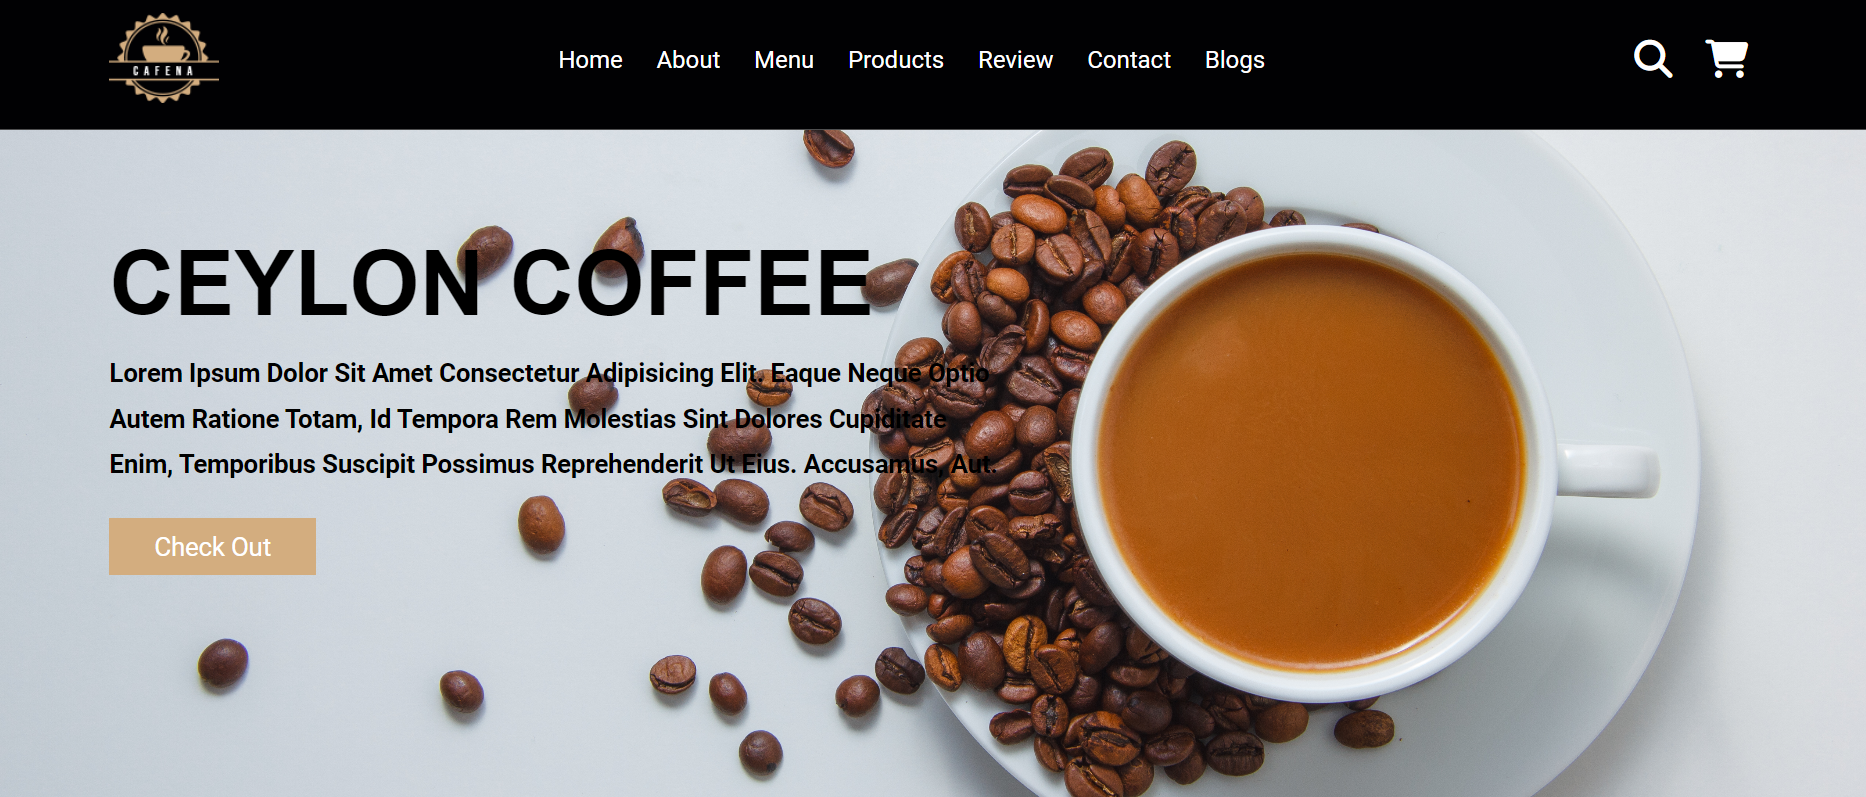 CAFENA
Home About Menu Products Review Contact Blogs
CEYLON COFFEE
Lorem Ipsum Dolor Sit Amet Consectetur Adipisicing Elit. Eaque Neque Optio
Autem Ratione Totam, Id Tempora Rem Molestias Sint Dolores Cupiditate
Enim, Temporibus Suscipit Possimus Reprehenderit Ut Eius. Accusamus, Aut.
Check Out